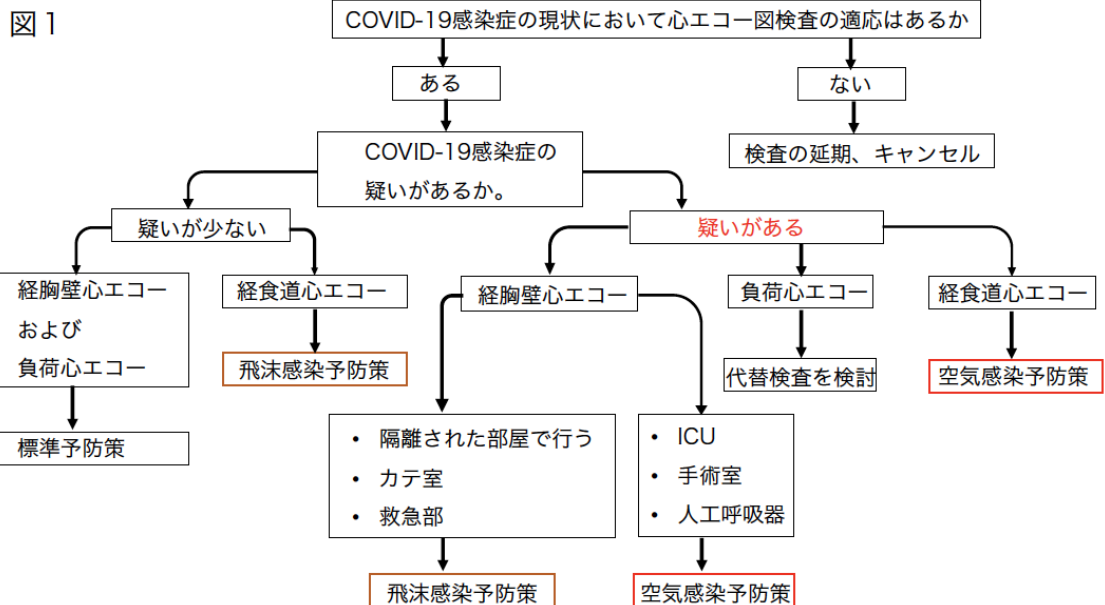 図1
COVID-19感染症の現状において心エコー図検査の適応はあるか
ある
ない
COVID-19感染症の
疑いがあるか。
検査の延期、キャンセル
疑いが少ない
疑いがある
経胸壁心エコー
および
負荷心エコー
経食道心エコー
経胸壁心エコー
負荷心エコー
経食道心エコー
飛沫感染予防策
代替検査を検討
空気感染予防策
標準予防策
• 隔離された部屋で行う
• カテ室
• 救急部
• ICU
• 手術室
• 人工呼吸器
飛沫感染予防策
空気感染予防策